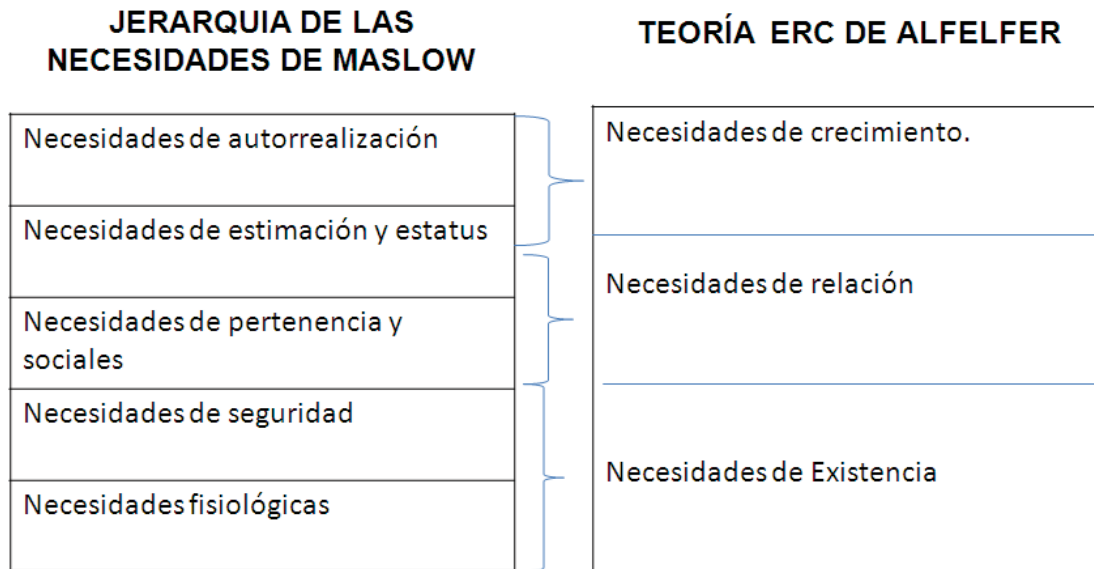 JERARQUIA DE LAS
NECESIDADES DE MASLOW
Necesidades de autorrealización
Necesidades de estimación y estatus
Necesidades de pertenencia y
sociales
Necesidades de seguridad
Necesidades fisiológicas
TEORÍA ERC DE ALFELFER
Necesidades de crecimiento.
Necesidades de relación
Necesidades de Existencia